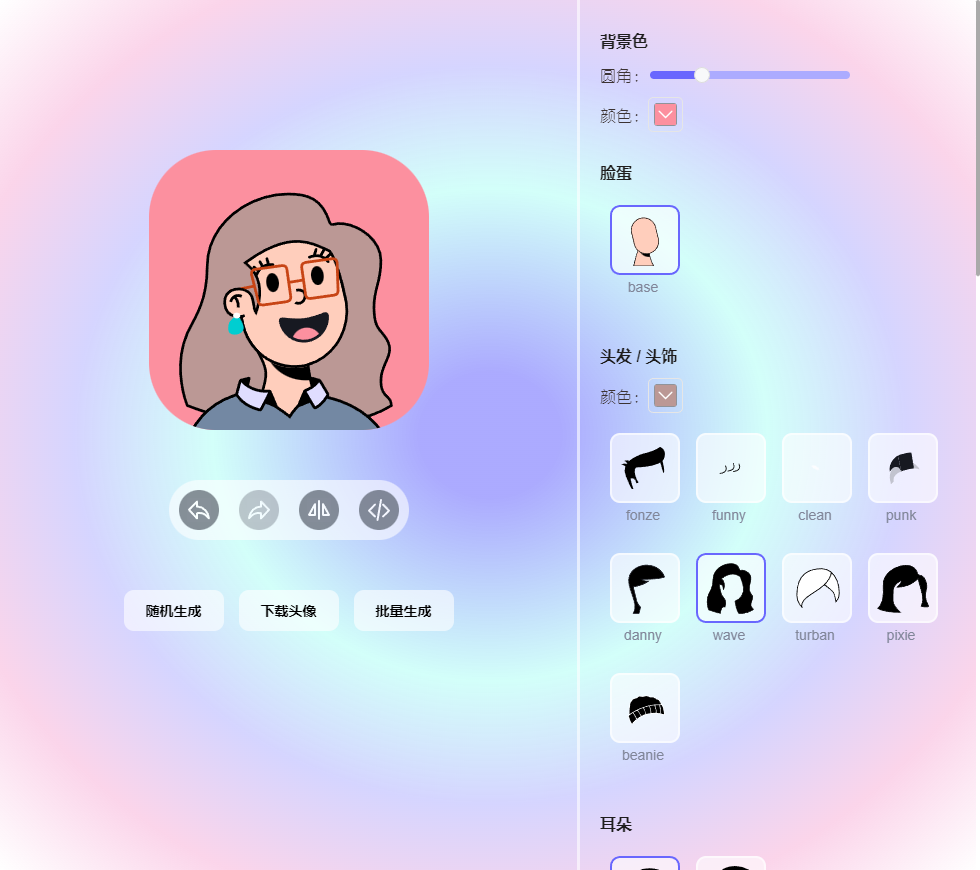 背景色
圆角：
颜色：
脸蛋
base
头发 / 头饰
颜色：
fonze
funny
clean
punk
danny
wave
turban
pixie
beanie
耳朵
随机生成
下载头像
批量生成